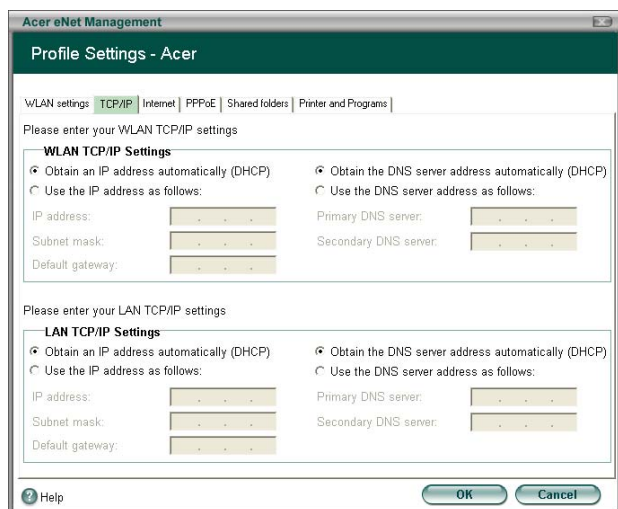 Acer eNet Management
Profile Settings - Acer
WLAN settings TCP/IP Internet PPPoE Shared folders Printer and Programs
Please enter your WLAN TCP/IP settings
WLAN TCP/IP Settings
Obtain an IP address automatically (DHCP) Obtain the DNS server address automatically (DHCP)
Use the IP address as follows: Use the DNS server address as follows:
IP address: Primary DNS server:
Subnet mask: Secondary DNS server:
Default gateway:
Please enter your LAN TCP/IP settings
LAN TCP/IP Settings
Obtain an IP address automatically (DHCP) Obtain the DNS server address automatically (DHCP)
Use the IP address as follows: Use the DNS server address as follows:
IP address: Primary DNS server:
Subnet mask: Secondary DNS server:
Default gateway:
? Help OK Cancel